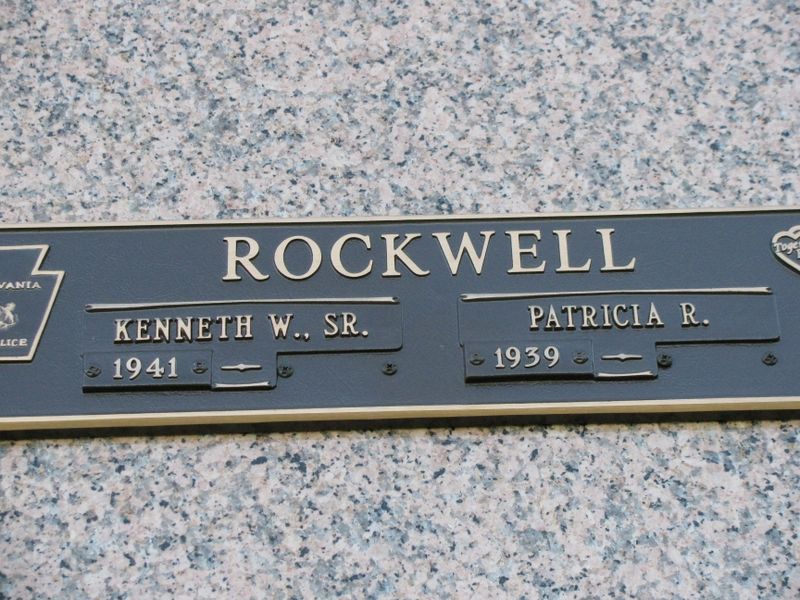 ROCKWELL
VANIA
LICE
KENNETH W., SR.
1941
PATRICIA R.
1939